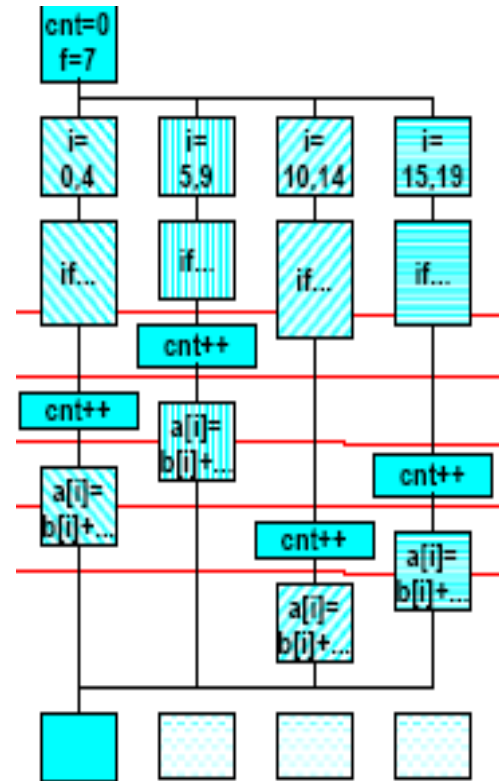 cnt=0
f=7
i=
0,4
i=
5,9
i=
10,14
i=
15,19
if...
if...
if...
if...
cnt++
cnt++
a[i]=
b[i]+...
cnt++
a[i]=
b[i]+...
cnt++
a[i]=
b[i]+...
a[i]=
b[i]+...